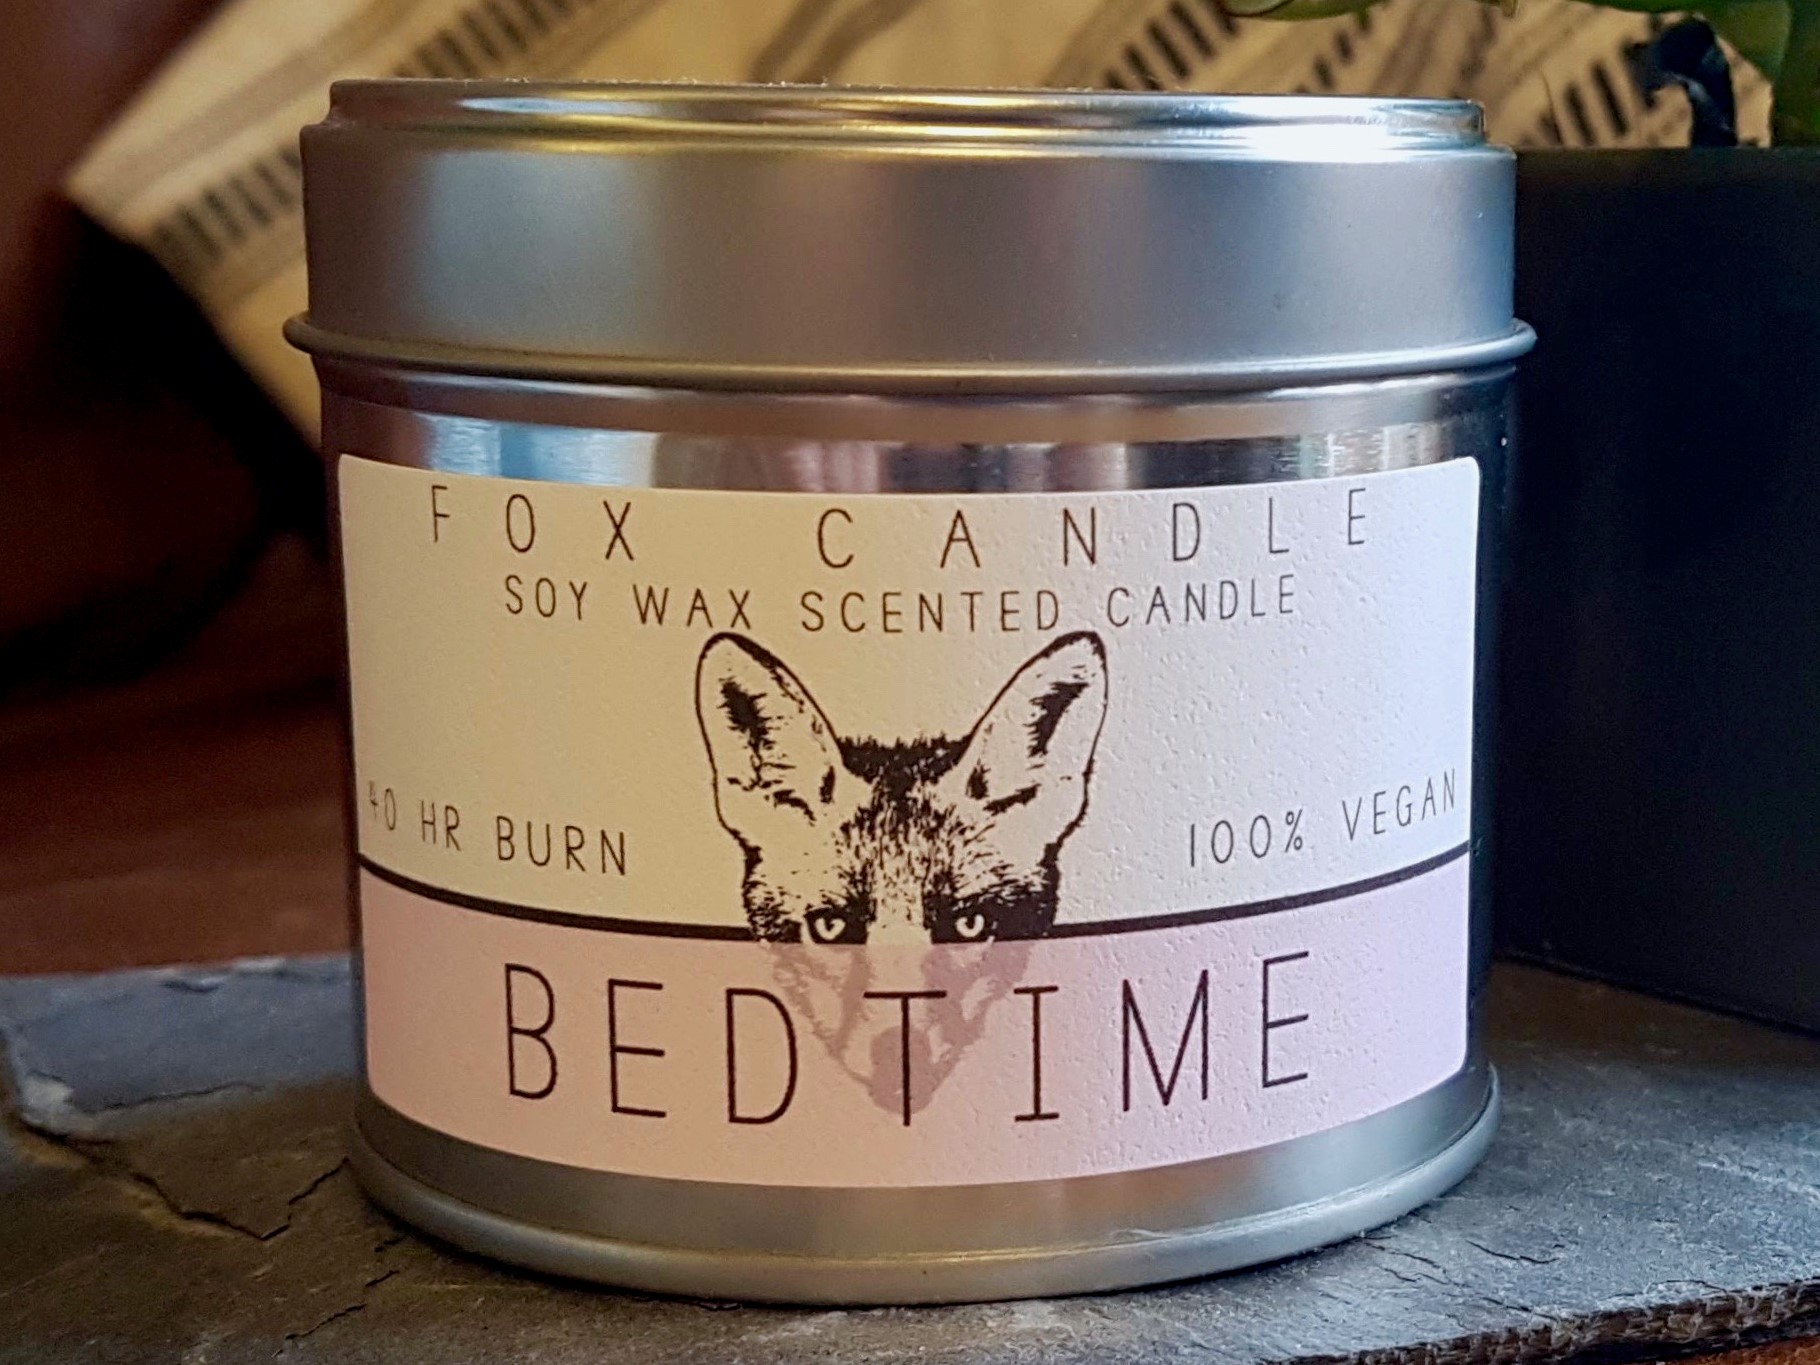 FOX CANDLE
SOY WAX SCENTED CANDLE
40 HR BURN
100% VEGAN
BEDTIME